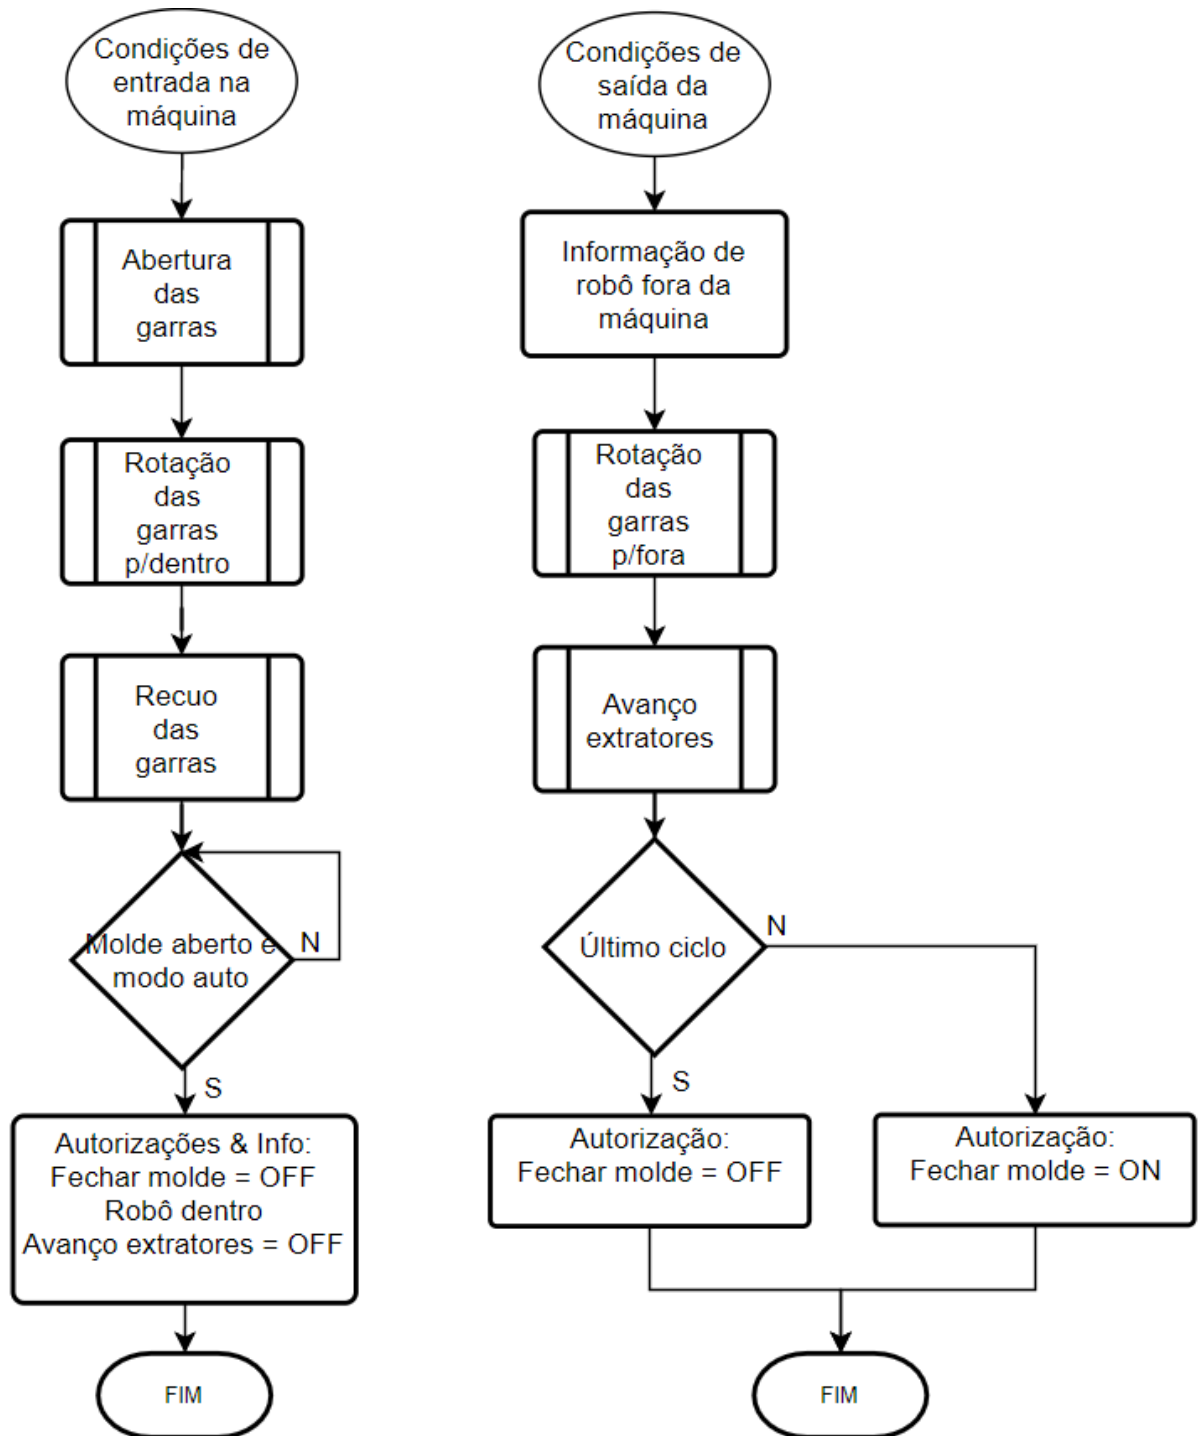 Condições de
entrada na
máquina
Abertura
das
garras
Rotação
das
garras
p/dentro
Recuo
das
garras
Molde aberto e
modo auto
N
S
Autorizações & Info:
Fechar molde = OFF
Robô dentro
Avanço extratores = OFF
FIM
Condições de
saída da
máquina
Informação de
robô fora da
máquina
Rotação
das
garras
p/fora
Avanço
extratores
Último ciclo
N
S
Autorização:
Fechar molde = OFF
Autorização:
Fechar molde = ON
FIM